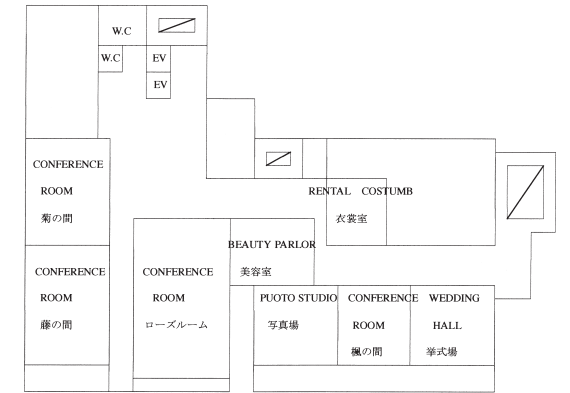 W.C
W.C
EV
EV
CONFERENCE
ROOM
菊の間
RENTAL COSTUMB
衣裳室
BEAUTY PARLOR
美容室
CONFERENCE
ROOM
藤の間
CONFERENCE
ROOM
ローズルーム
PUOTO STUDIO
写真場
CONFERENCE
ROOM
楓の間
WEDDING
HALL
挙式場